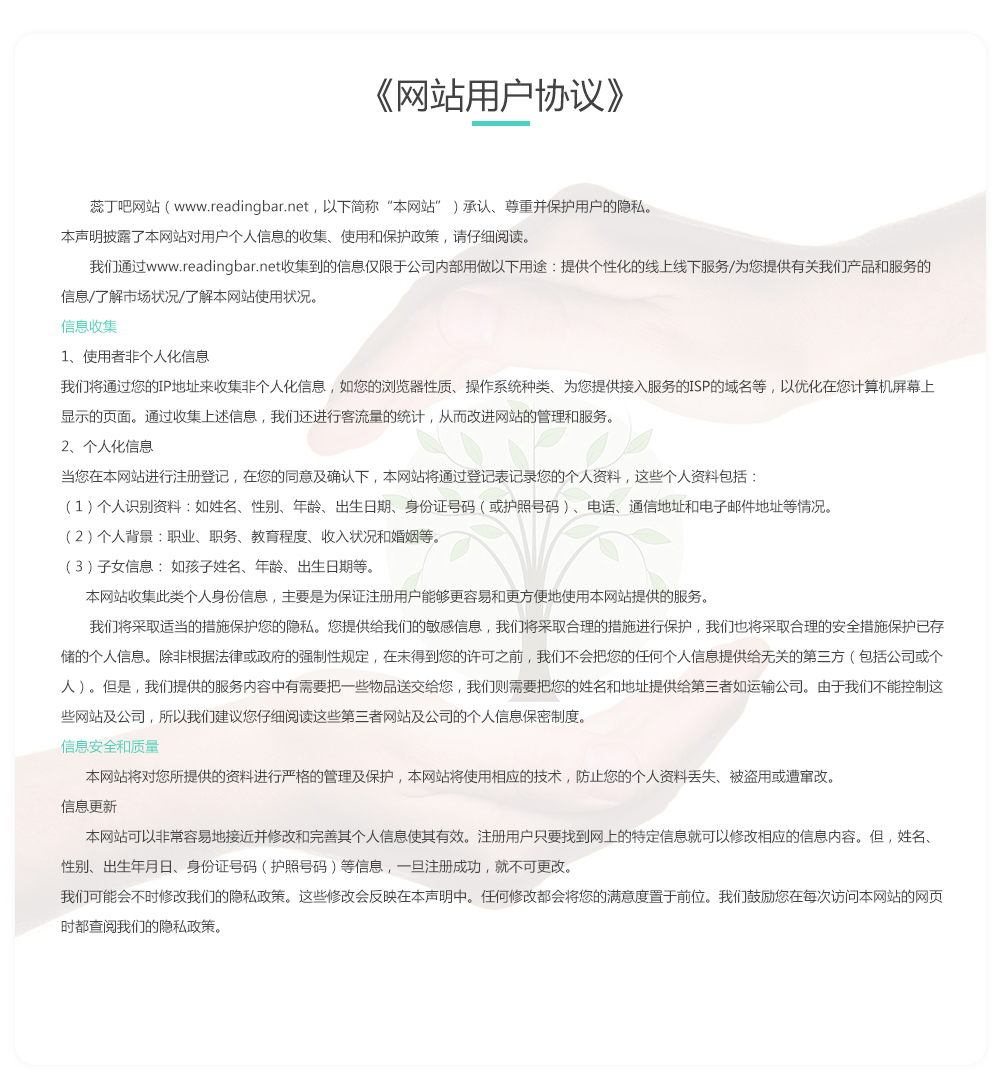 《网站用户协议》
蕊丁吧网站（www.readingbar.net，以下简称“本网站”）承认、尊重并保护用户的隐私。
本声明披露了本网站对用户个人信息的收集、使用和保护政策，请仔细阅读。
我们通过www.readingbar.net收集到的信息仅限于公司内部用做以下用途：提供个性化的线上线下服务/为您提供有关我们产品和服务的
信息/了解市场状况/了解本网站使用状况。
信息收集
1、使用者非个人化信息
我们将通过您的IP地址来收集非个人化信息，如您的浏览器性质、操作系统种类、为您提供接入服务的ISP的域名等，以优化在您计算机屏幕上
显示的页面。通过收集上述信息，我们还进行客流量的统计，从而改进网站的管理和服务。
2、个人化信息
当您在本网站进行注册登记，在您的同意及确认下，本网站将通过登记表记录您的个人资料，这些个人资料包括：
（1）个人识别资料：如姓名、性别、年龄、出生日期、身份证号码（或护照号码）、电话、通信地址和电子邮件地址等情况。
（2）个人背景：职业、职务、教育程度、收入状况和婚姻等。
（3）子女信息： 如孩子姓名、年龄、出生日期等。
本网站收集此类个人身份信息，主要是为保证注册用户能够更容易和更方便地使用本网站提供的服务。
我们将采取适当的措施保护您的隐私。您提供给我们的敏感信息，我们将采取合理的措施进行保护，我们也将采取合理的安全措施保护已存
储的个人信息。除非根据法律或政府的强制性规定，在未得到您的许可之前，我们不会把您的任何个人信息提供给无关的第三方（包括公司或个
人）。但是，我们提供的服务内容中有需要把一些物品送交给您，我们则需要把您的姓名和地址提供给第三者如运输公司。由于我们不能控制这
些网站及公司，所以我们建议您仔细阅读这些第三者网站及公司的个人信息保密制度。
信息安全和质量
本网站将对您所提供的资料进行严格的管理及保护，本网站将使用相应的技术，防止您的个人资料丢失、被盗用或遭窜改。
信息更新
本网站可以非常容易地接近并修改和完善其个人信息使其有效。注册用户只要找到网上的特定信息就可以修改相应的信息内容。但，姓名、
性别、出生年月日、身份证号码（护照号码）等信息，一旦注册成功，就不可更改。
我们可能会不时修改我们的隐私政策。这些修改会反映在本声明中。任何修改都会将您的满意度置于前位。我们鼓励您在每次访问本网站的网页
时都查阅我们的隐私政策。